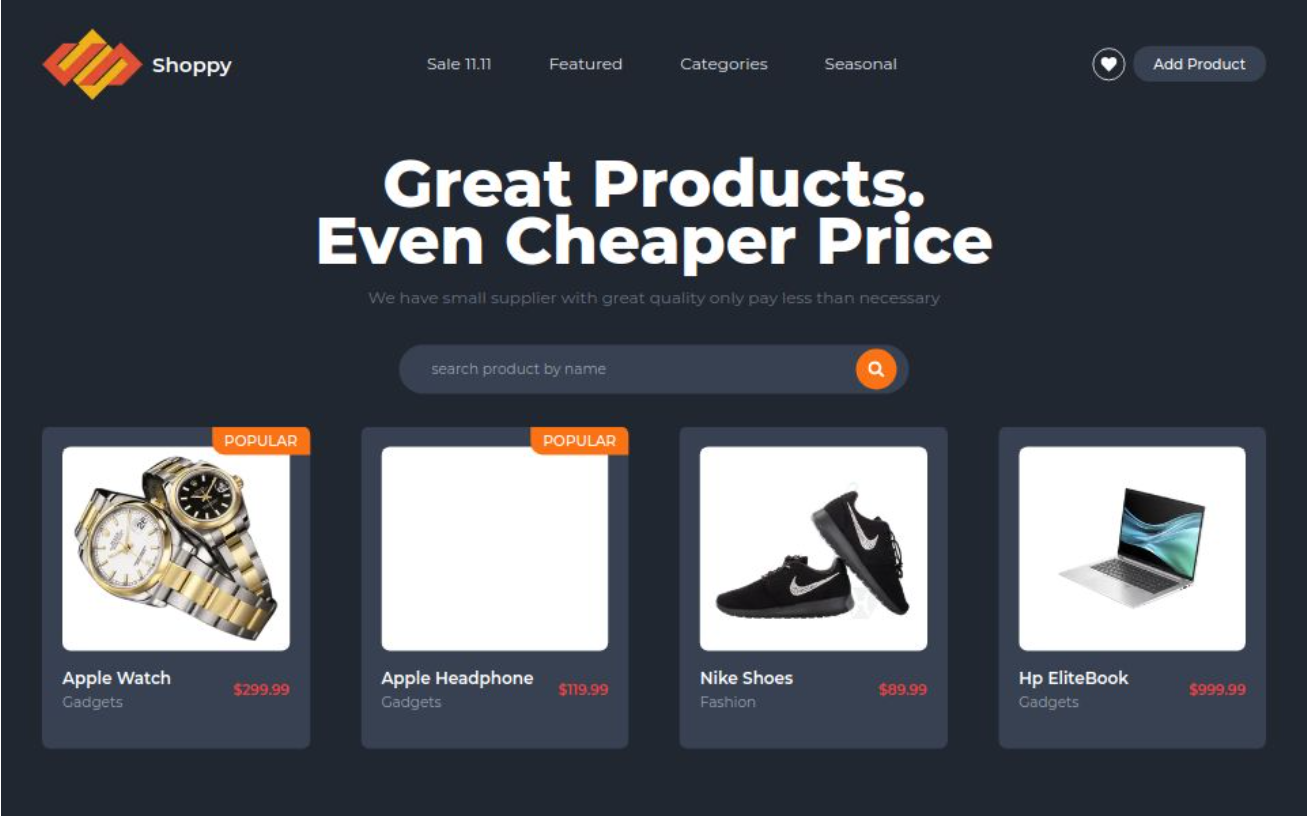 Shoppy
Sale 11.11
Featured
Categories
Seasonal
Add Product
Great Products.
Even Cheaper Price
We have small supplier with great quality only pay less than necessary
search product by name
POPULAR
Apple Watch
Gadgets
$299.99
POPULAR
Apple Headphone
Gadgets
$119.99
Nike Shoes
Fashion
$89.99
Hp EliteBook
Gadgets
$999.99